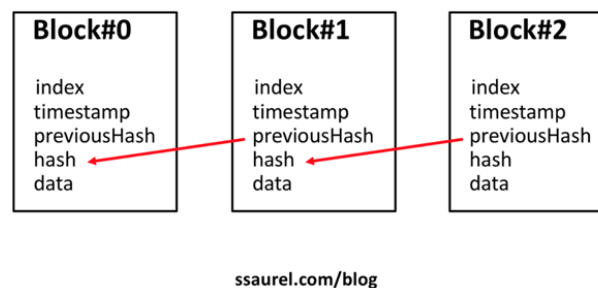 Block#0
index
timestamp
previousHash
hash
data
Block#1
index
timestamp
previousHash
hash
data
Block#2
index
timestamp
previousHash
hash
data
ssaurel.com/blog